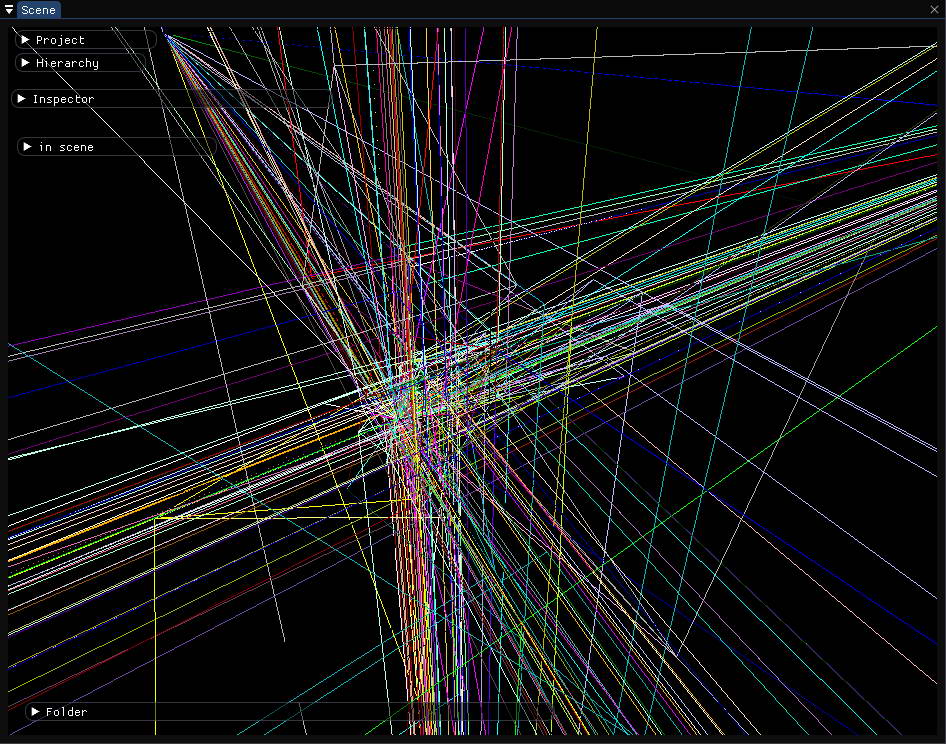 Scene
Project
Hierarchy
Inspector
in scene
Folder